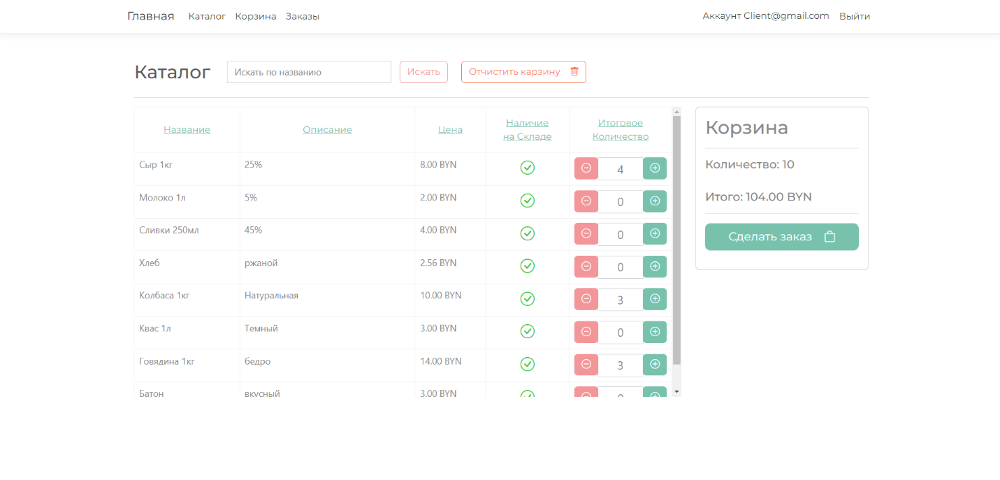 Главная Каталог Корзина Заказы Аккаунт Client@gmail.com Выйти
Каталог Искать по названию Искать Отчистить карзину
Название Описание Цена Наличие на Складе Итоговое Количество
Сыр 1кг 25% 8.00 BYN 4
Молоко 1л 5% 2.00 BYN 0
Сливки 250мл 45% 4.00 BYN 0
Хлеб ржаной 2.56 BYN 0
Колбаса 1кг Натуральная 10.00 BYN 3
Квас 1л Темный 3.00 BYN 0
Говядина 1кг бедро 14.00 BYN 3
Батон вкусный 3.00 BYN
Корзина
Количество: 10
Итого: 104.00 BYN
Сделать заказ